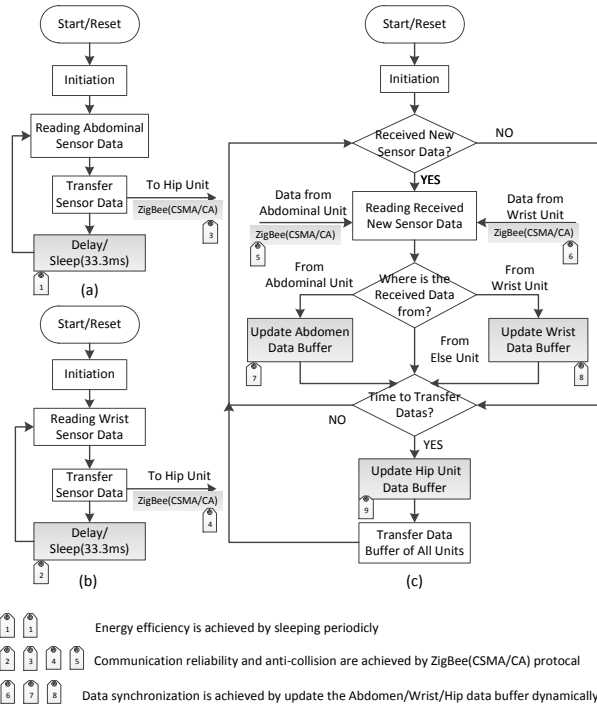 Start/Reset
Initiation
Reading Abdominal
Sensor Data
Transfer
Sensor Data
To Hip Unit
ZigBee(CSMA/CA)
3
Delay/
Sleep(33.3ms)
1
(a)
Start/Reset
Initiation
Reading Wrist
Sensor Data
Transfer
Sensor Data
To Hip Unit
ZigBee(CSMA/CA)
4
Delay/
Sleep(33.3ms)
2
(b)
Start/Reset
Initiation
Received New
Sensor Data?
NO
YES
Data from
Abdominal Unit
ZigBee(CSMA/CA)
5
Reading Received
New Sensor Data
Data from
Wrist Unit
ZigBee(CSMA/CA)
6
From
Abdominal Unit
Where is the
Received Data
from?
From
Wrist Unit
Update Abdomen
Data Buffer
7
From
Else Unit
Update Wrist
Data Buffer
8
Time to Transfer
Datas?
NO
YES
Update Hip Unit
Data Buffer
9
Transfer Data
Buffer of All Units
(c)
1 1 Energy efficiency is achieved by sleeping periodicly
2 3 4 5 Communication reliability and anti-collision are achieved by ZigBee(CSMA/CA) protocal
6 7 8 Data synchronization is achieved by update the Abdomen/Wrist/Hip data buffer dynamically